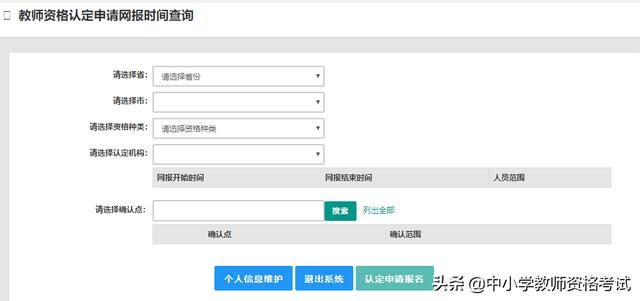 教师资格认定申请网报时间查询
请选择省： 请选择省份
请选择市：
请选择资格种类： 请选择资格种类
请选择认定机构：
网报开始时间 网报结束时间 人员范围
请选择确认点： 搜索 列出全部
确认点 确认范围
个人信息维护 退出系统 认定申请报名
头条 @中小学教师资格考试